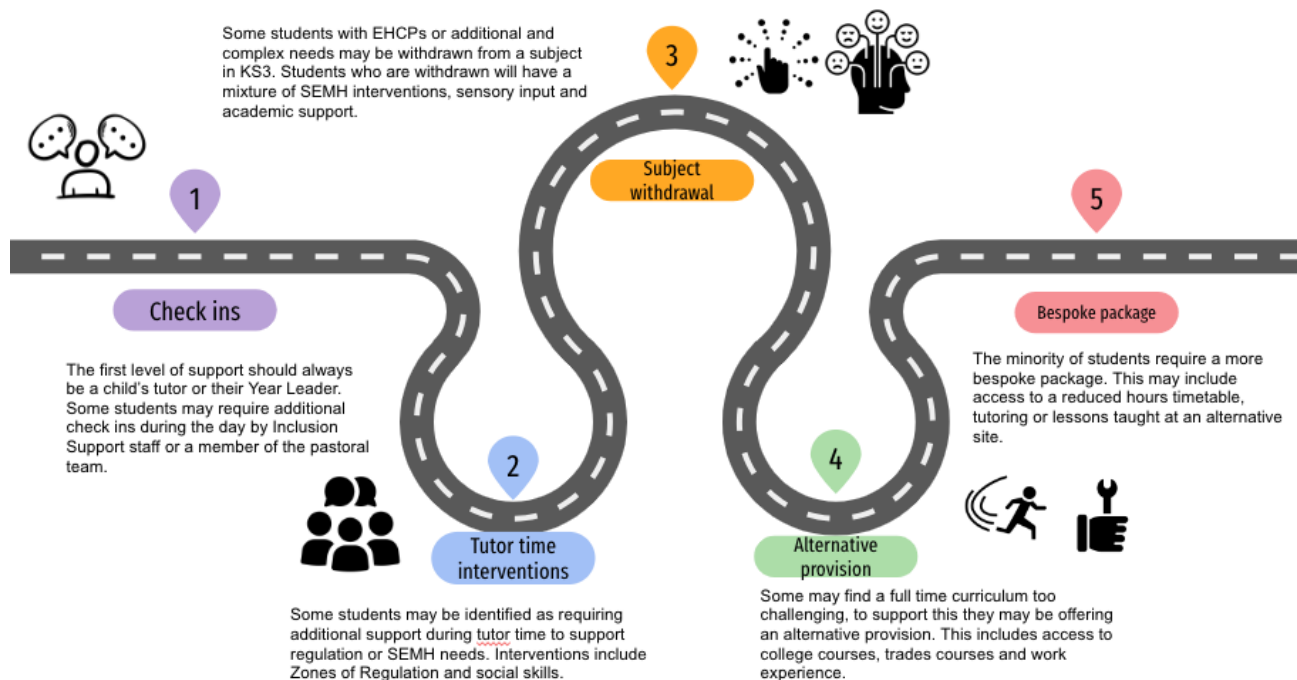 Some students with EHCPs or additional and
complex needs may be withdrawn from a subject
in KS3. Students who are withdrawn will have a
mixture of SEMH interventions, sensory input and
academic support.
3
Subject
withdrawal
1
Check ins
The first level of support should always
be a child's tutor or their Year Leader.
Some students may require additional
check ins during the day by Inclusion
Support staff or a member of the pastoral
team.
2
Tutor time
interventions
Some students may be identified as requiring
additional support during tutor time to support
regulation or SEMH needs. Interventions include
Zones of Regulation and social skills.
4
Alternative
provision
Some may find a full time curriculum too
challenging, to support this they may be offering
an alternative provision. This includes access to
college courses, trades courses and work
experience.
5
Bespoke package
The minority of students require a more
bespoke package. This may include
access to a reduced hours timetable,
tutoring or lessons taught at an alternative
site.